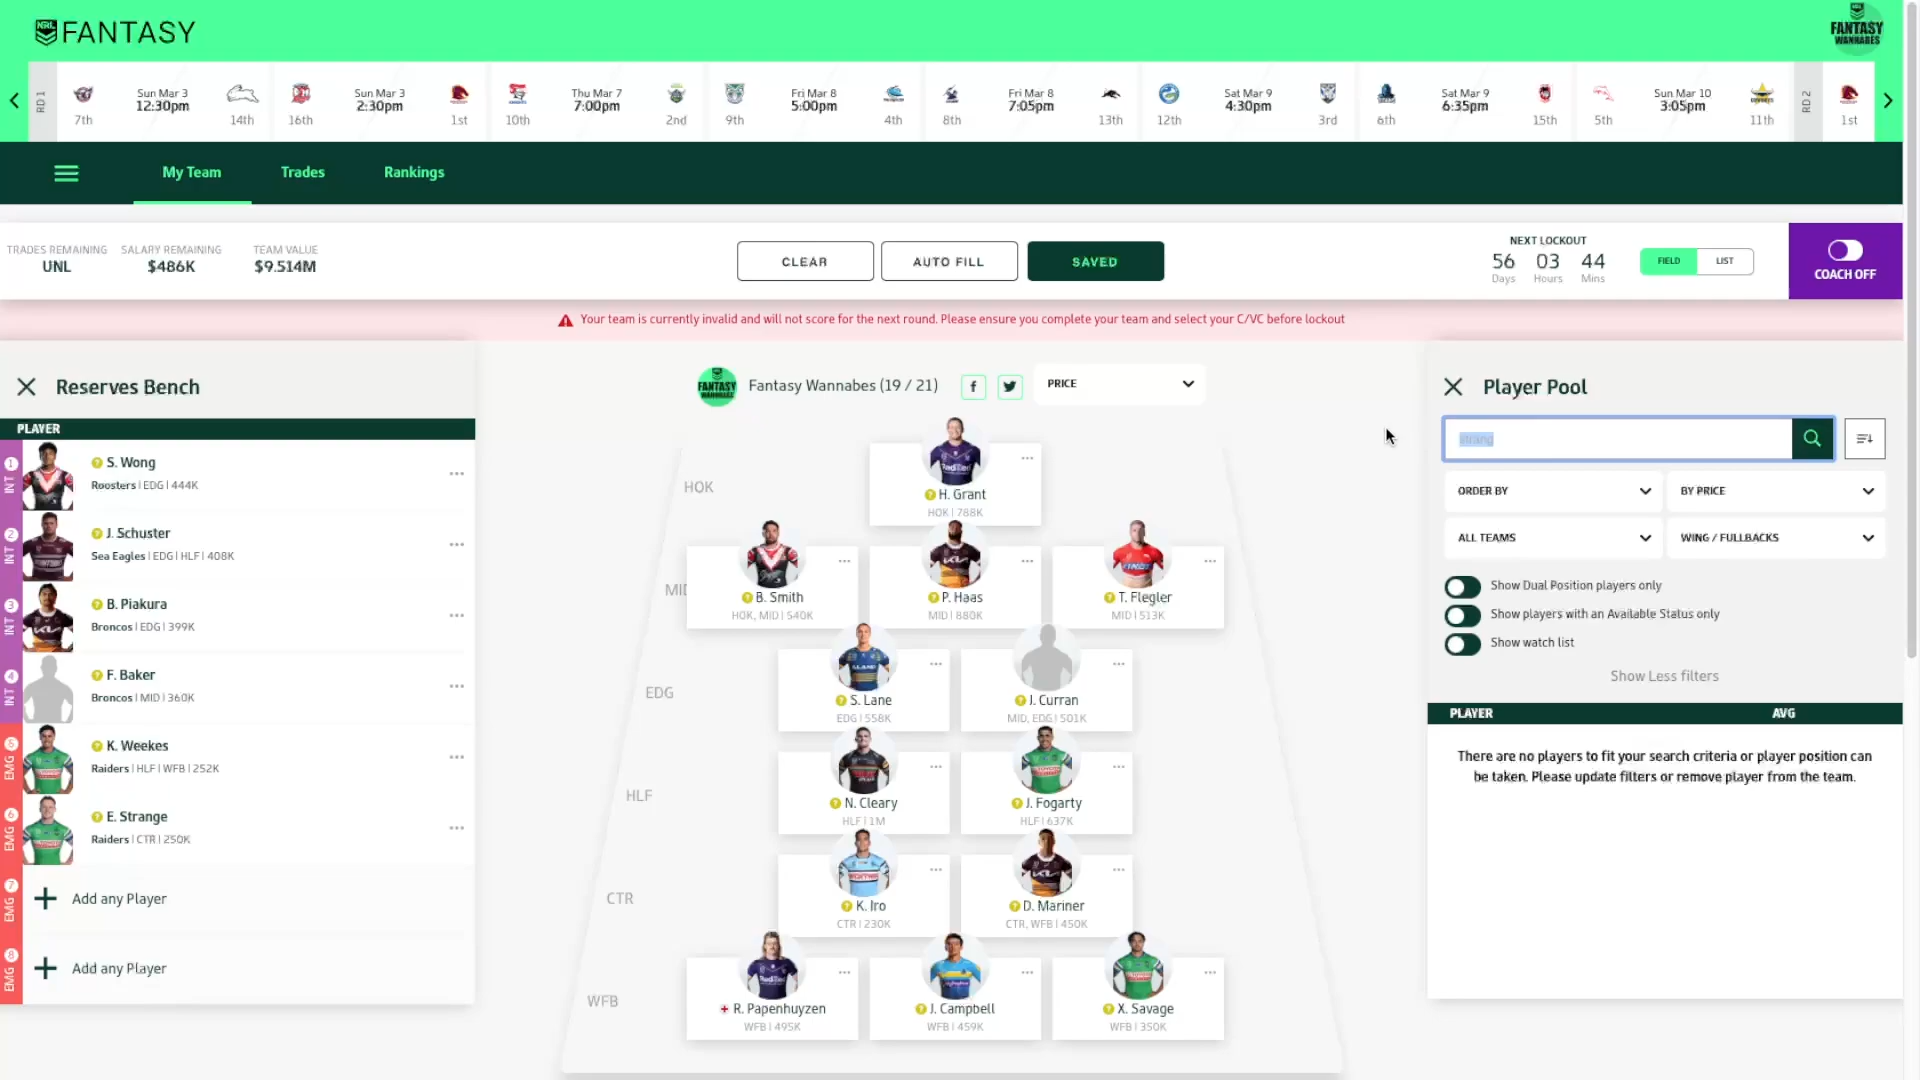 NRL FANTASY
FANTASY
WANNABES
RD 1
Sun Mar 3
12:30pm
7th
14th
Sun Mar 3
2:30pm
16th
1st
Thu Mar 7
7:00pm
10th
2nd
Fri Mar 8
5:00pm
9th
4th
Fri Mar 8
7:05pm
8th
13th
Sat Mar 9
4:30pm
12th
3rd
Sat Mar 9
6:35pm
6th
15th
Sun Mar 10
3:05pm
5th
11th
RD 2
1st
My Team
Trades
Rankings
TRADES REMAINING
UNL
SALARY REMAINING
$486K
TEAM VALUE
$9.514M
CLEAR
AUTO FILL
SAVED
NEXT LOCKOUT
56 03 44
Days Hours Mins
FIELD
LIST
COACH OFF
Your team is currently invalid and will not score for the next round. Please ensure you complete your team and select your C/VC before lockout
Reserves Bench
PLAYER
1 INT
S. Wong
Roosters | EDG | 444K
2 INT
J. Schuster
Sea Eagles | EDG | HLF | 408K
3 INT
B. Piakura
Broncos | EDG | 399K
4 INT
F. Baker
Broncos | MID | 360K
5 EMG
K. Weekes
Raiders | HLF | WFB | 252K
6 EMG
E. Strange
Raiders | CTR | 250K
7 EMG
Add any Player
8 EMG
Add any Player
FANTASY
WANNABES
Fantasy Wannabes (19 / 21)
PRICE
HOK
H. Grant
HOK | 788K
MID
B. Smith
HOK, MID | 540K
P. Haas
MID | 880K
T. Flegler
MID | 513K
EDG
S. Lane
EDG | 558K
J. Curran
MID, EDG | 501K
HLF
N. Cleary
HLF | 1M
J. Fogarty
HLF | 637K
CTR
K. Iro
CTR | 230K
D. Mariner
CTR, WFB | 450K
WFB
R. Papenhuyzen
WFB | 495K
J. Campbell
WFB | 459K
X. Savage
WFB | 350K
Player Pool
strang
ORDER BY
BY PRICE
ALL TEAMS
WING / FULLBACKS
Show Dual Position players only
Show players with an Available Status only
Show watch list
Show Less filters
PLAYER
AVG
There are no players to fit your search criteria or player position can
be taken. Please update filters or remove player from the team.